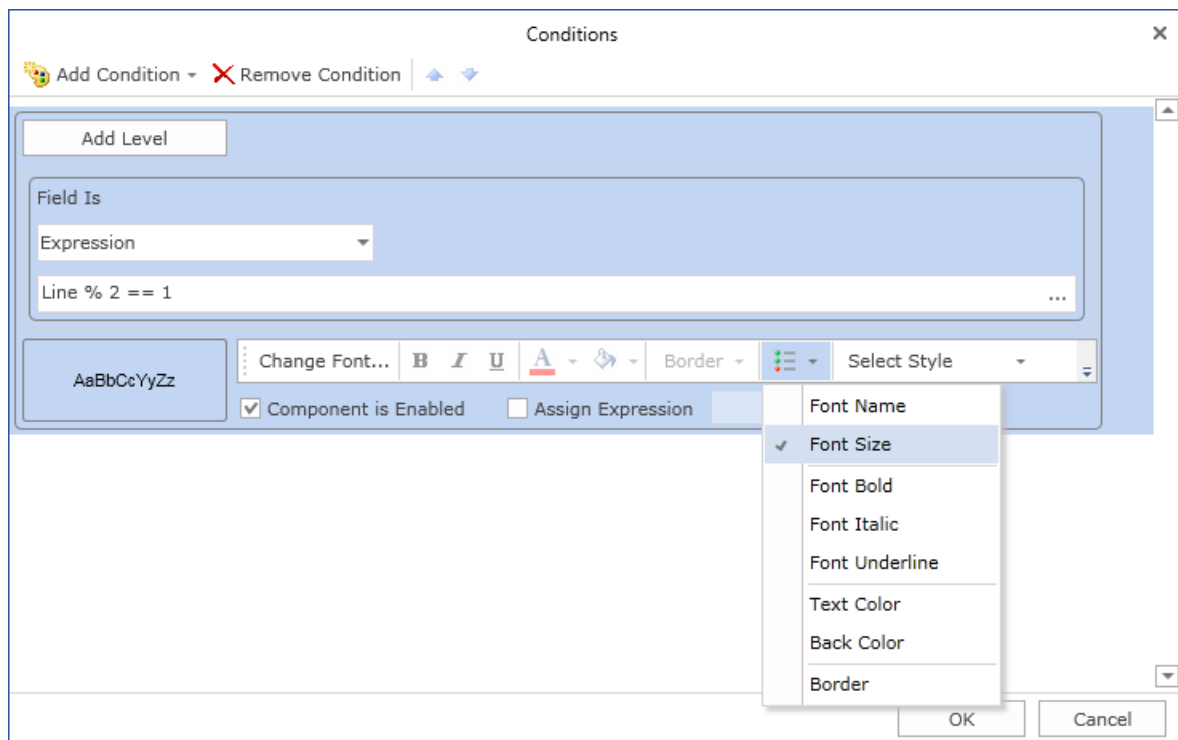 Conditions
Add Condition Remove Condition
Add Level
Field Is
Expression
Line % 2 == 1
...
AaBbCcYyZz
Change Font... B I U A Border Select Style
Component is Enabled Assign Expression
Font Name
Font Size
Font Bold
Font Italic
Font Underline
Text Color
Back Color
Border
OK Cancel